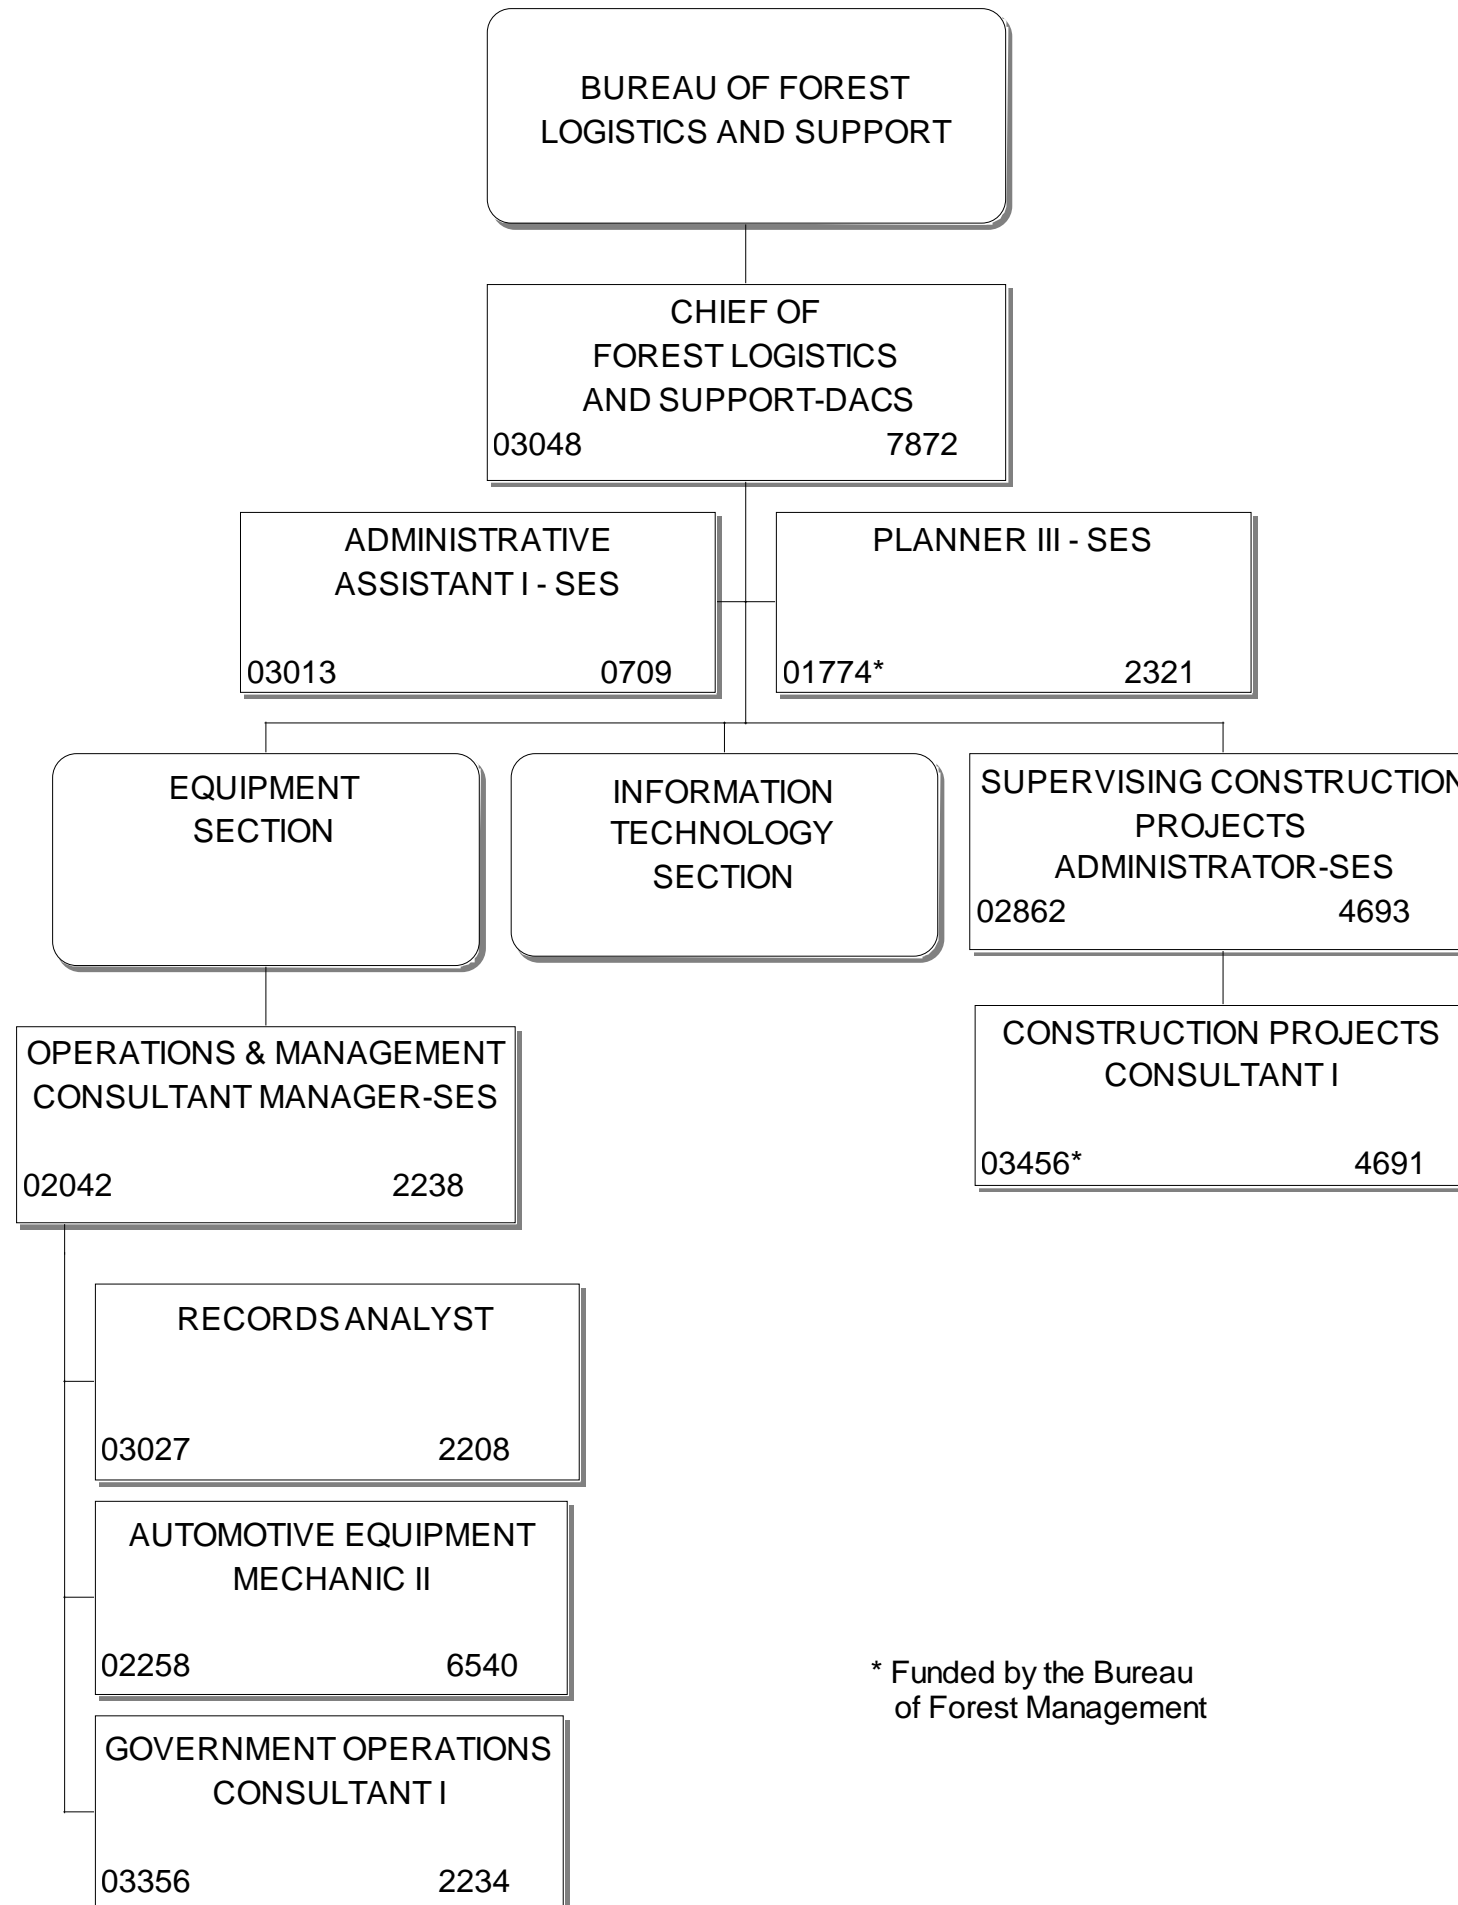 BUREAU OF FOREST
LOGISTICS AND SUPPORT
CHIEF OF
FOREST LOGISTICS
AND SUPPORT-DACS
03048 7872
ADMINISTRATIVE
ASSISTANT I - SES
03013 0709
PLANNER III - SES
01774* 2321
EQUIPMENT
SECTION
INFORMATION
TECHNOLOGY
SECTION
SUPERVISING CONSTRUCTION
PROJECTS
ADMINISTRATOR-SES
02862 4693
OPERATIONS & MANAGEMENT
CONSULTANT MANAGER-SES
02042 2238
CONSTRUCTION PROJECTS
CONSULTANT I
03456* 4691
RECORDS ANALYST
03027 2208
AUTOMOTIVE EQUIPMENT
MECHANIC II
02258 6540
GOVERNMENT OPERATIONS
CONSULTANT I
03356 2234
* Funded by the Bureau
of Forest Management